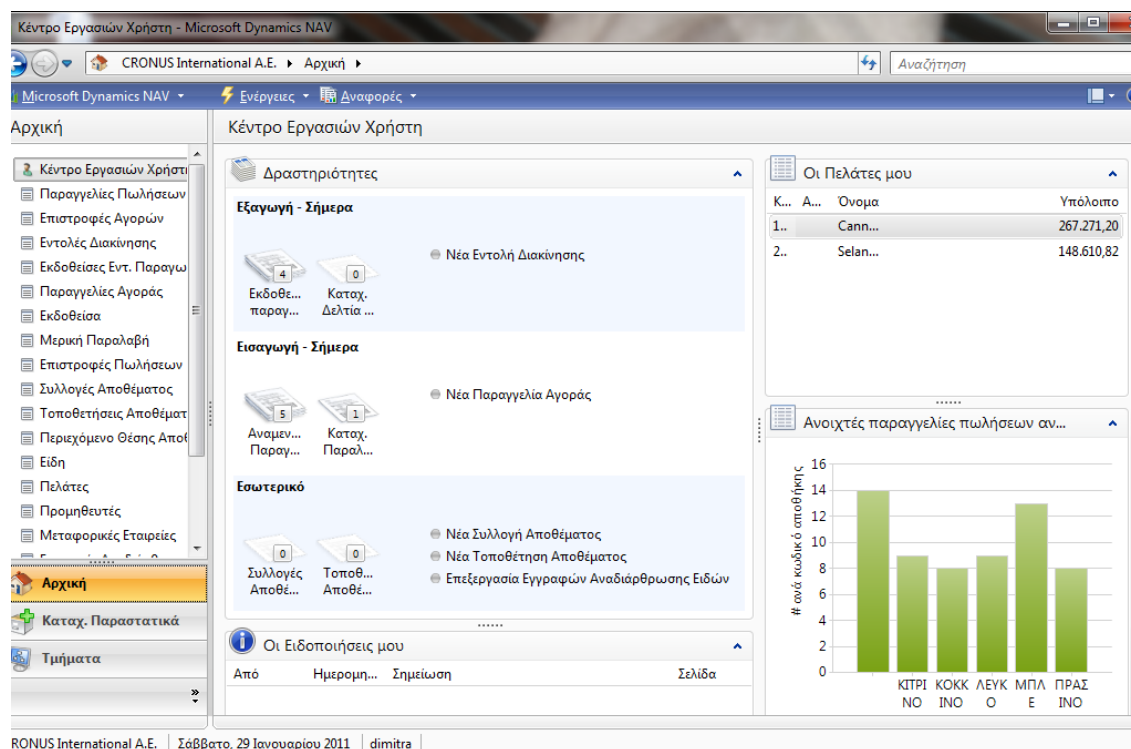 Κέντρο Εργασιών Χρήστη - Microsoft Dynamics NAV
CRONUS International A.E. Αρχική
Αναζήτηση
Microsoft Dynamics NAV Ενέργειες Αναφορές
Αρχική
Κέντρο Εργασιών Χρήστη
Κέντρο Εργασιών Χρήστι
Παραγγελίες Πωλήσεων
Επιστροφές Αγορών
Εντολές Διακίνησης
Εκδοθείσες Εντ. Παραγω
Παραγγελίες Αγοράς
Εκδοθείσα
Μερική Παραλαβή
Επιστροφές Πωλήσεων
Συλλογές Αποθέματος
Τοποθετήσεις Αποθέματ
Περιεχόμενο Θέσης Αποθ
Είδη
Πελάτες
Προμηθευτές
Μεταφορικές Εταιρείες
Αρχική
Καταχ. Παραστατικά
Τμήματα
Δραστηριότητες
Εξαγωγή - Σήμερα
4
0
Εκδοθε...
παραγ...
Καταχ.
Δελτία ...
Νέα Εντολή Διακίνησης
Εισαγωγή - Σήμερα
5
1
Αναμεν...
Παραγ...
Καταχ.
Παραλ...
Νέα Παραγγελία Αγοράς
Εσωτερικό
0
0
Συλλογές
Αποθέ...
Τοποθ...
Αποθέ...
Νέα Συλλογή Αποθέματος
Νέα Τοποθέτηση Αποθέματος
Επεξεργασία Εγγραφών Αναδιάρθρωσης Ειδών
Οι Ειδοποιήσεις μου
Από Ημερομη... Σημείωση Σελίδα
Οι Πελάτες μου
Κ... Α... Όνομα Υπόλοιπο
1.. Cann... 267.271,20
2.. Selan... 148.610,82
Ανοιχτές παραγγελίες πωλήσεων αν...
# ανά κωδικό αποθήκης
16
14
12
10
8
6
4
2
0
ΚΙΤΡΙ
ΝΟ
ΚΟΚΚ
ΙΝΟ
ΛΕΥΚ
Ο
ΜΠΛ
Ε
ΠΡΑΣ
ΙΝΟ
RONUS International A.E. Σάββατο, 29 Ιανουαρίου 2011 dimitra